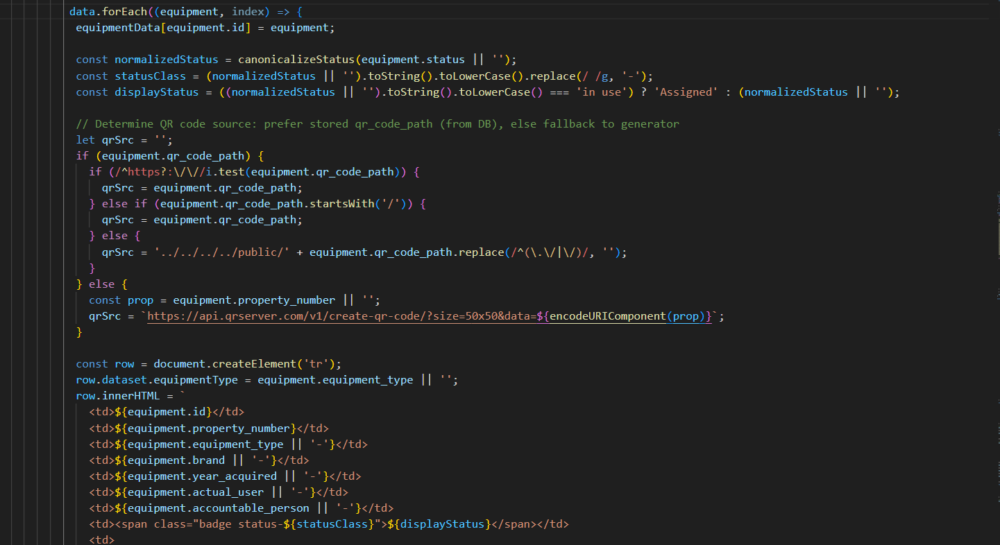 data.forEach((equipment, index) => {
equipmentData[equipment.id] = equipment;
const normalizedStatus = canonicalizeStatus(equipment.status || '');
const statusClass = (normalizedStatus || '').toString().toLowerCase().replace(/ /g, '-');
const displayStatus = ((normalizedStatus || '').toString().toLowerCase() === 'in use') ? 'Assigned' : (normalizedStatus || '');
// Determine QR code source: prefer stored qr_code_path (from DB), else fallback to generator
let qrSrc = '';
if (equipment.qr_code_path) {
if (/^https?:\/\//i.test(equipment.qr_code_path)) {
qrSrc = equipment.qr_code_path;
} else if (equipment.qr_code_path.startsWith('/')) {
qrSrc = equipment.qr_code_path;
} else {
qrSrc = '../../../../public/' + equipment.qr_code_path.replace(/^(\.\/|\/)/, '');
}
} else {
const prop = equipment.property_number || '';
qrSrc = `https://api.qrserver.com/v1/create-qr-code/?size=50x50&data=${encodeURIComponent(prop)}`;
}
const row = document.createElement('tr');
row.dataset.equipmentType = equipment.equipment_type || '';
row.innerHTML = `
<td>${equipment.id}</td>
<td>${equipment.property_number}</td>
<td>${equipment.equipment_type || '-'}</td>
<td>${equipment.brand || '-'}</td>
<td>${equipment.year_acquired || '-'}</td>
<td>${equipment.actual_user || '-'}</td>
<td>${equipment.accountable_person || '-'}</td>
<td><span class="badge status-${statusClass}">${displayStatus}</span></td>
<td>